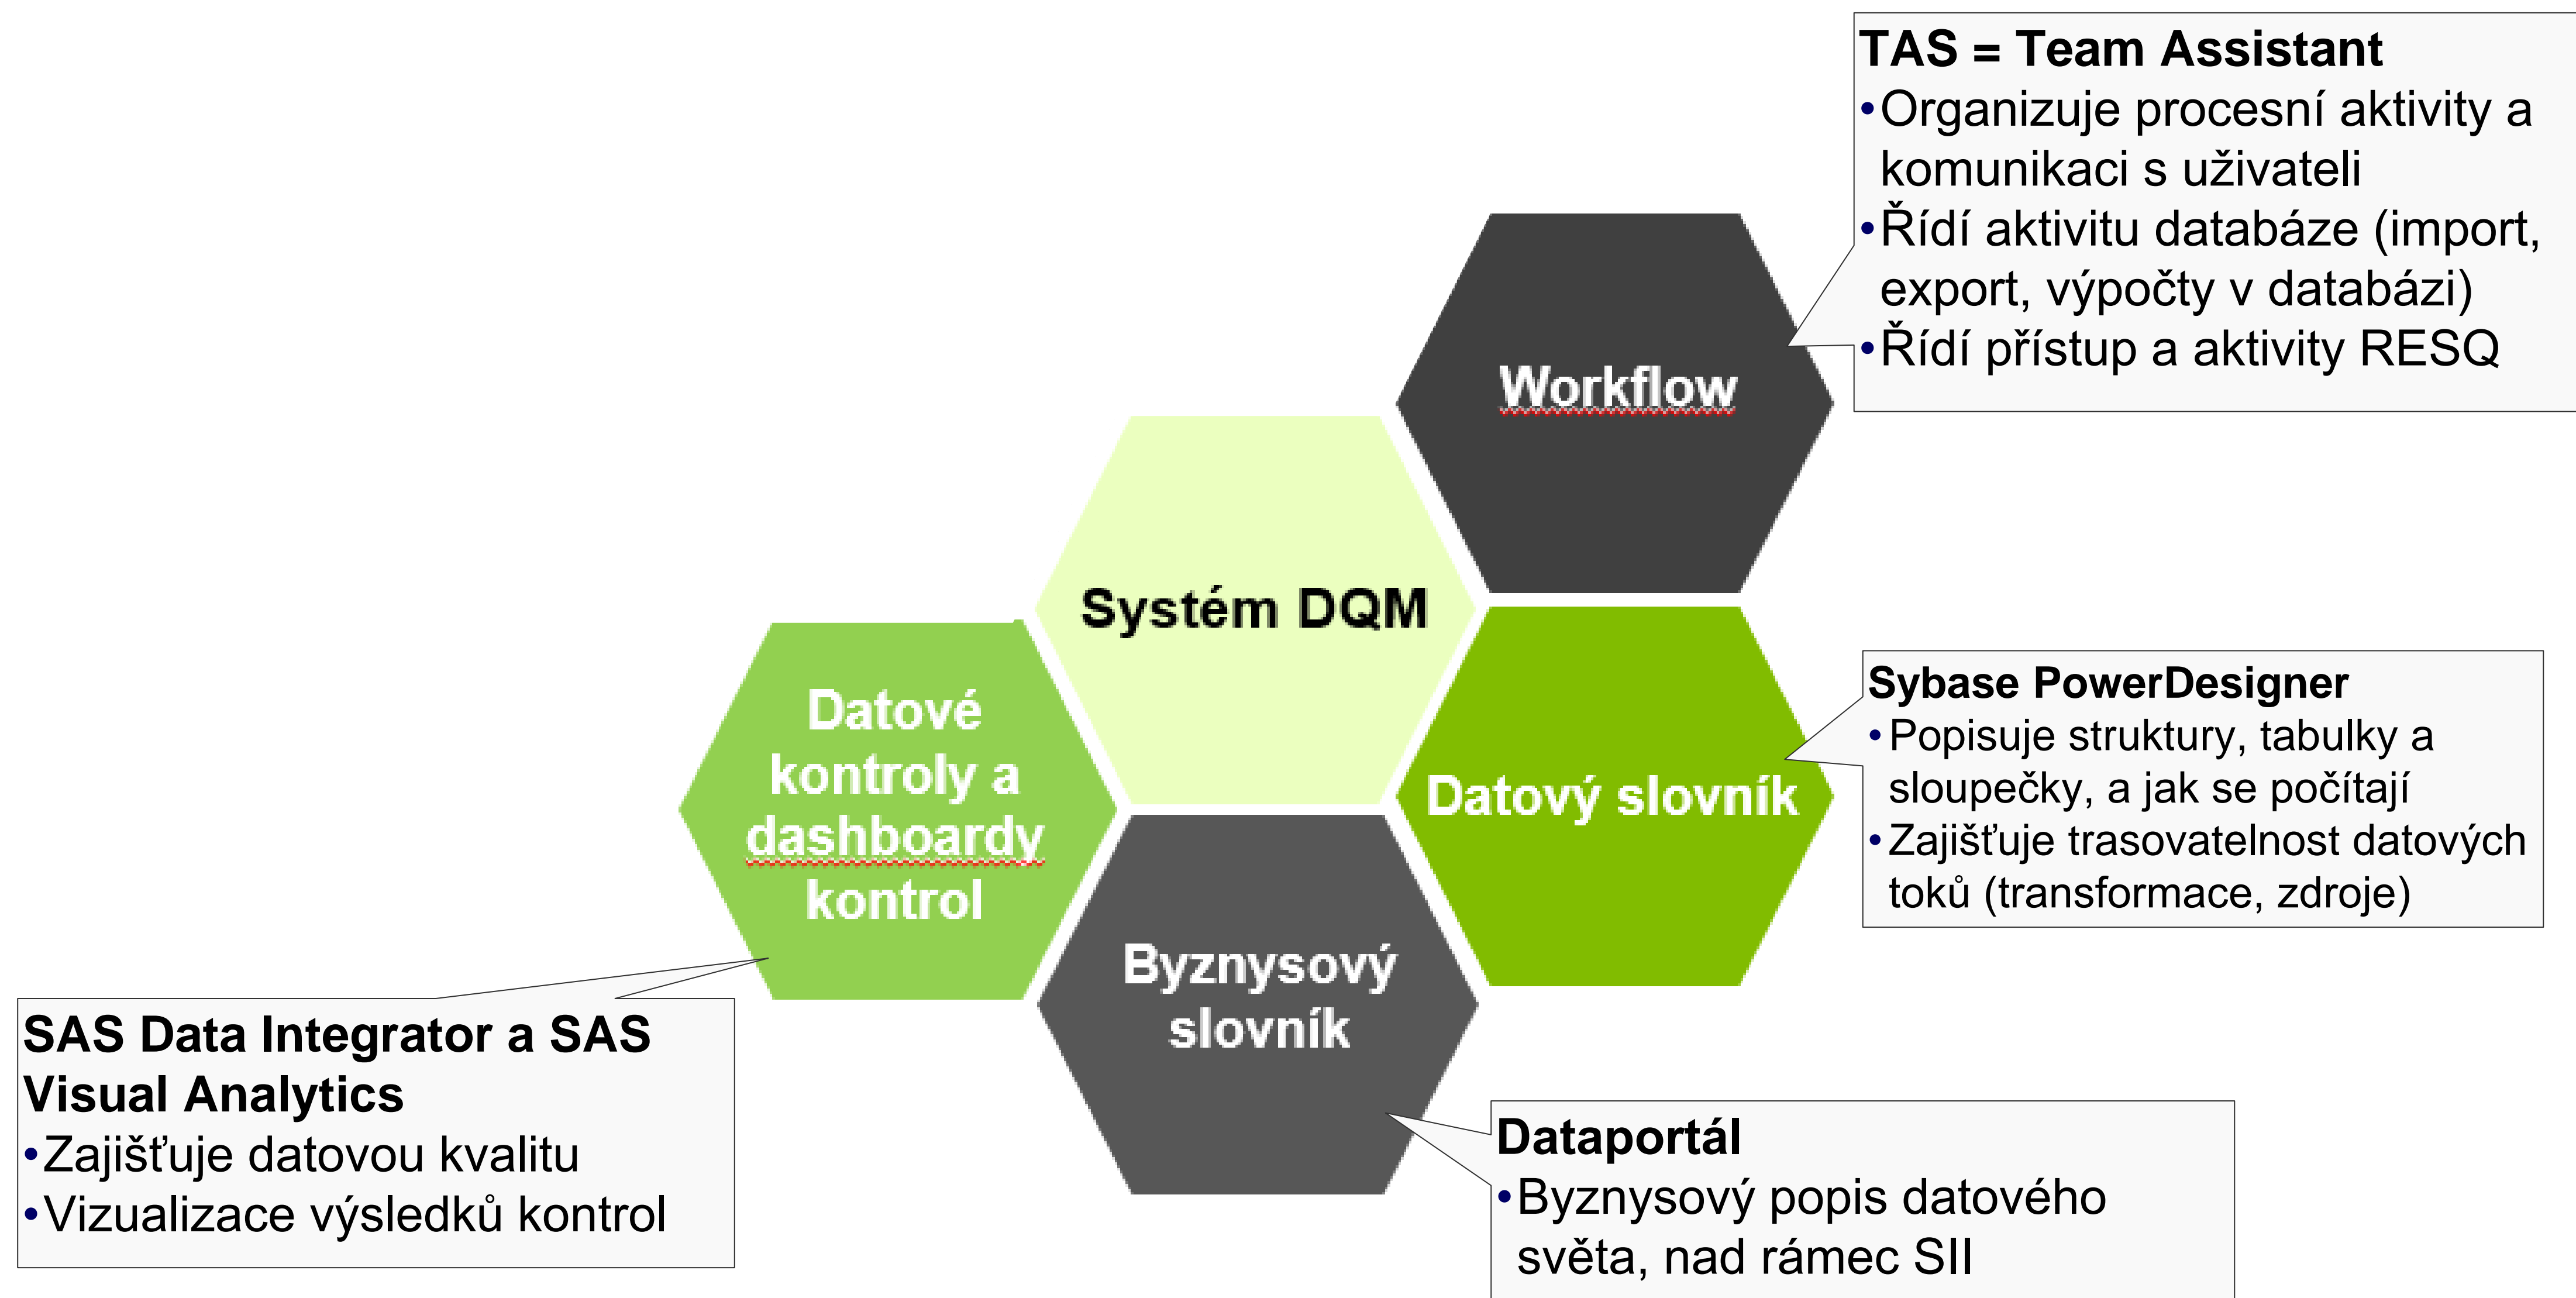 TAS = Team Assistant
•Organizuje procesní aktivity a
komunikaci s uživateli
•Řídí aktivitu databáze (import,
export, výpočty v databázi)
•Řídí přístup a aktivity RESQ
Workflow
Systém DQM
Datové
kontroly a
dashboardy
kontrol
Datový slovník
Sybase PowerDesigner
•Popisuje struktury, tabulky a
sloupečky, a jak se počítají
•Zajišťuje trasovatelnost datových
toků (transformace, zdroje)
Byznysový
slovník
SAS Data Integrator a SAS
Visual Analytics
•Zajišťuje datovou kvalitu
•Vizualizace výsledků kontrol
Dataportál
•Byznysový popis datového
světa, nad rámec SII